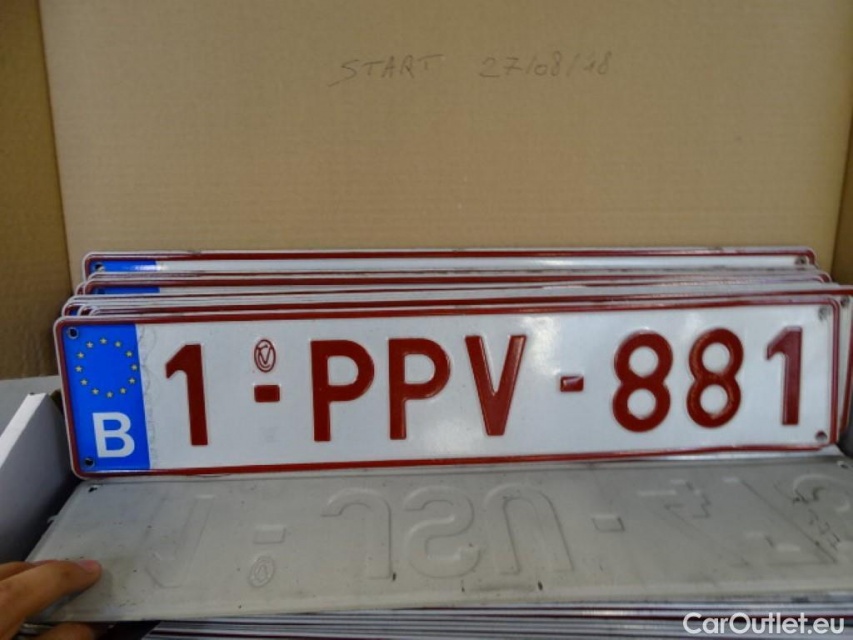 START 27/08/18
B 1-PPV-881
CarOutlet.eu